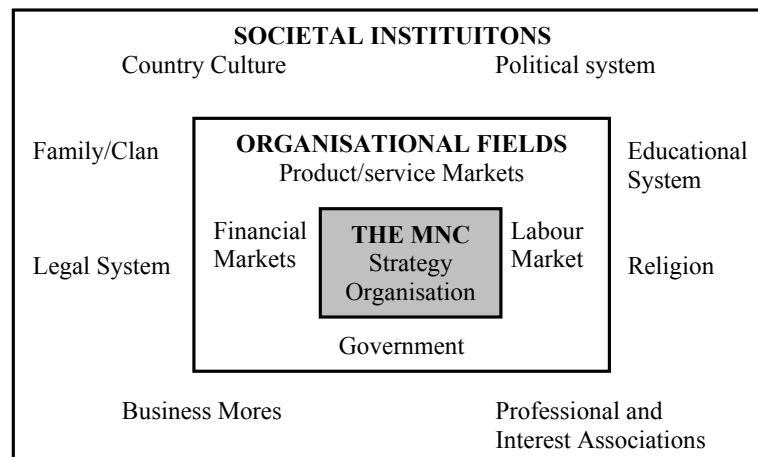 SOCIETAL INSTITUITONS
Country Culture
Political system
Family/Clan
ORGANISATIONAL FIELDS
Product/service Markets
Educational
System
Financial
Markets
THE MNC
Strategy
Organisation
Labour
Market
Legal System
Religion
Government
Business Mores
Professional and
Interest Associations